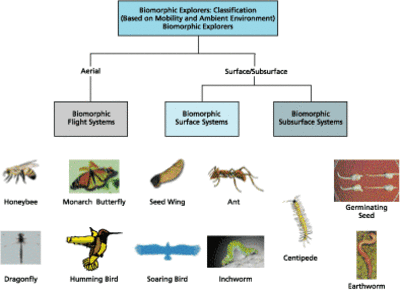 Biomorphic Explorers: Classification
(Based on Mobility and Ambient Environment)
Biomorphic Explorers
Aerial
Surface/Subsurface
Biomorphic
Flight Systems
Biomorphic
Surface Systems
Biomorphic
Subsurface Systems
Honeybee
Monarch Butterfly
Seed Wing
Ant
Germinating
Seed
Centipede
Dragonfly
Humming Bird
Soaring Bird
Inchworm
Earthworm